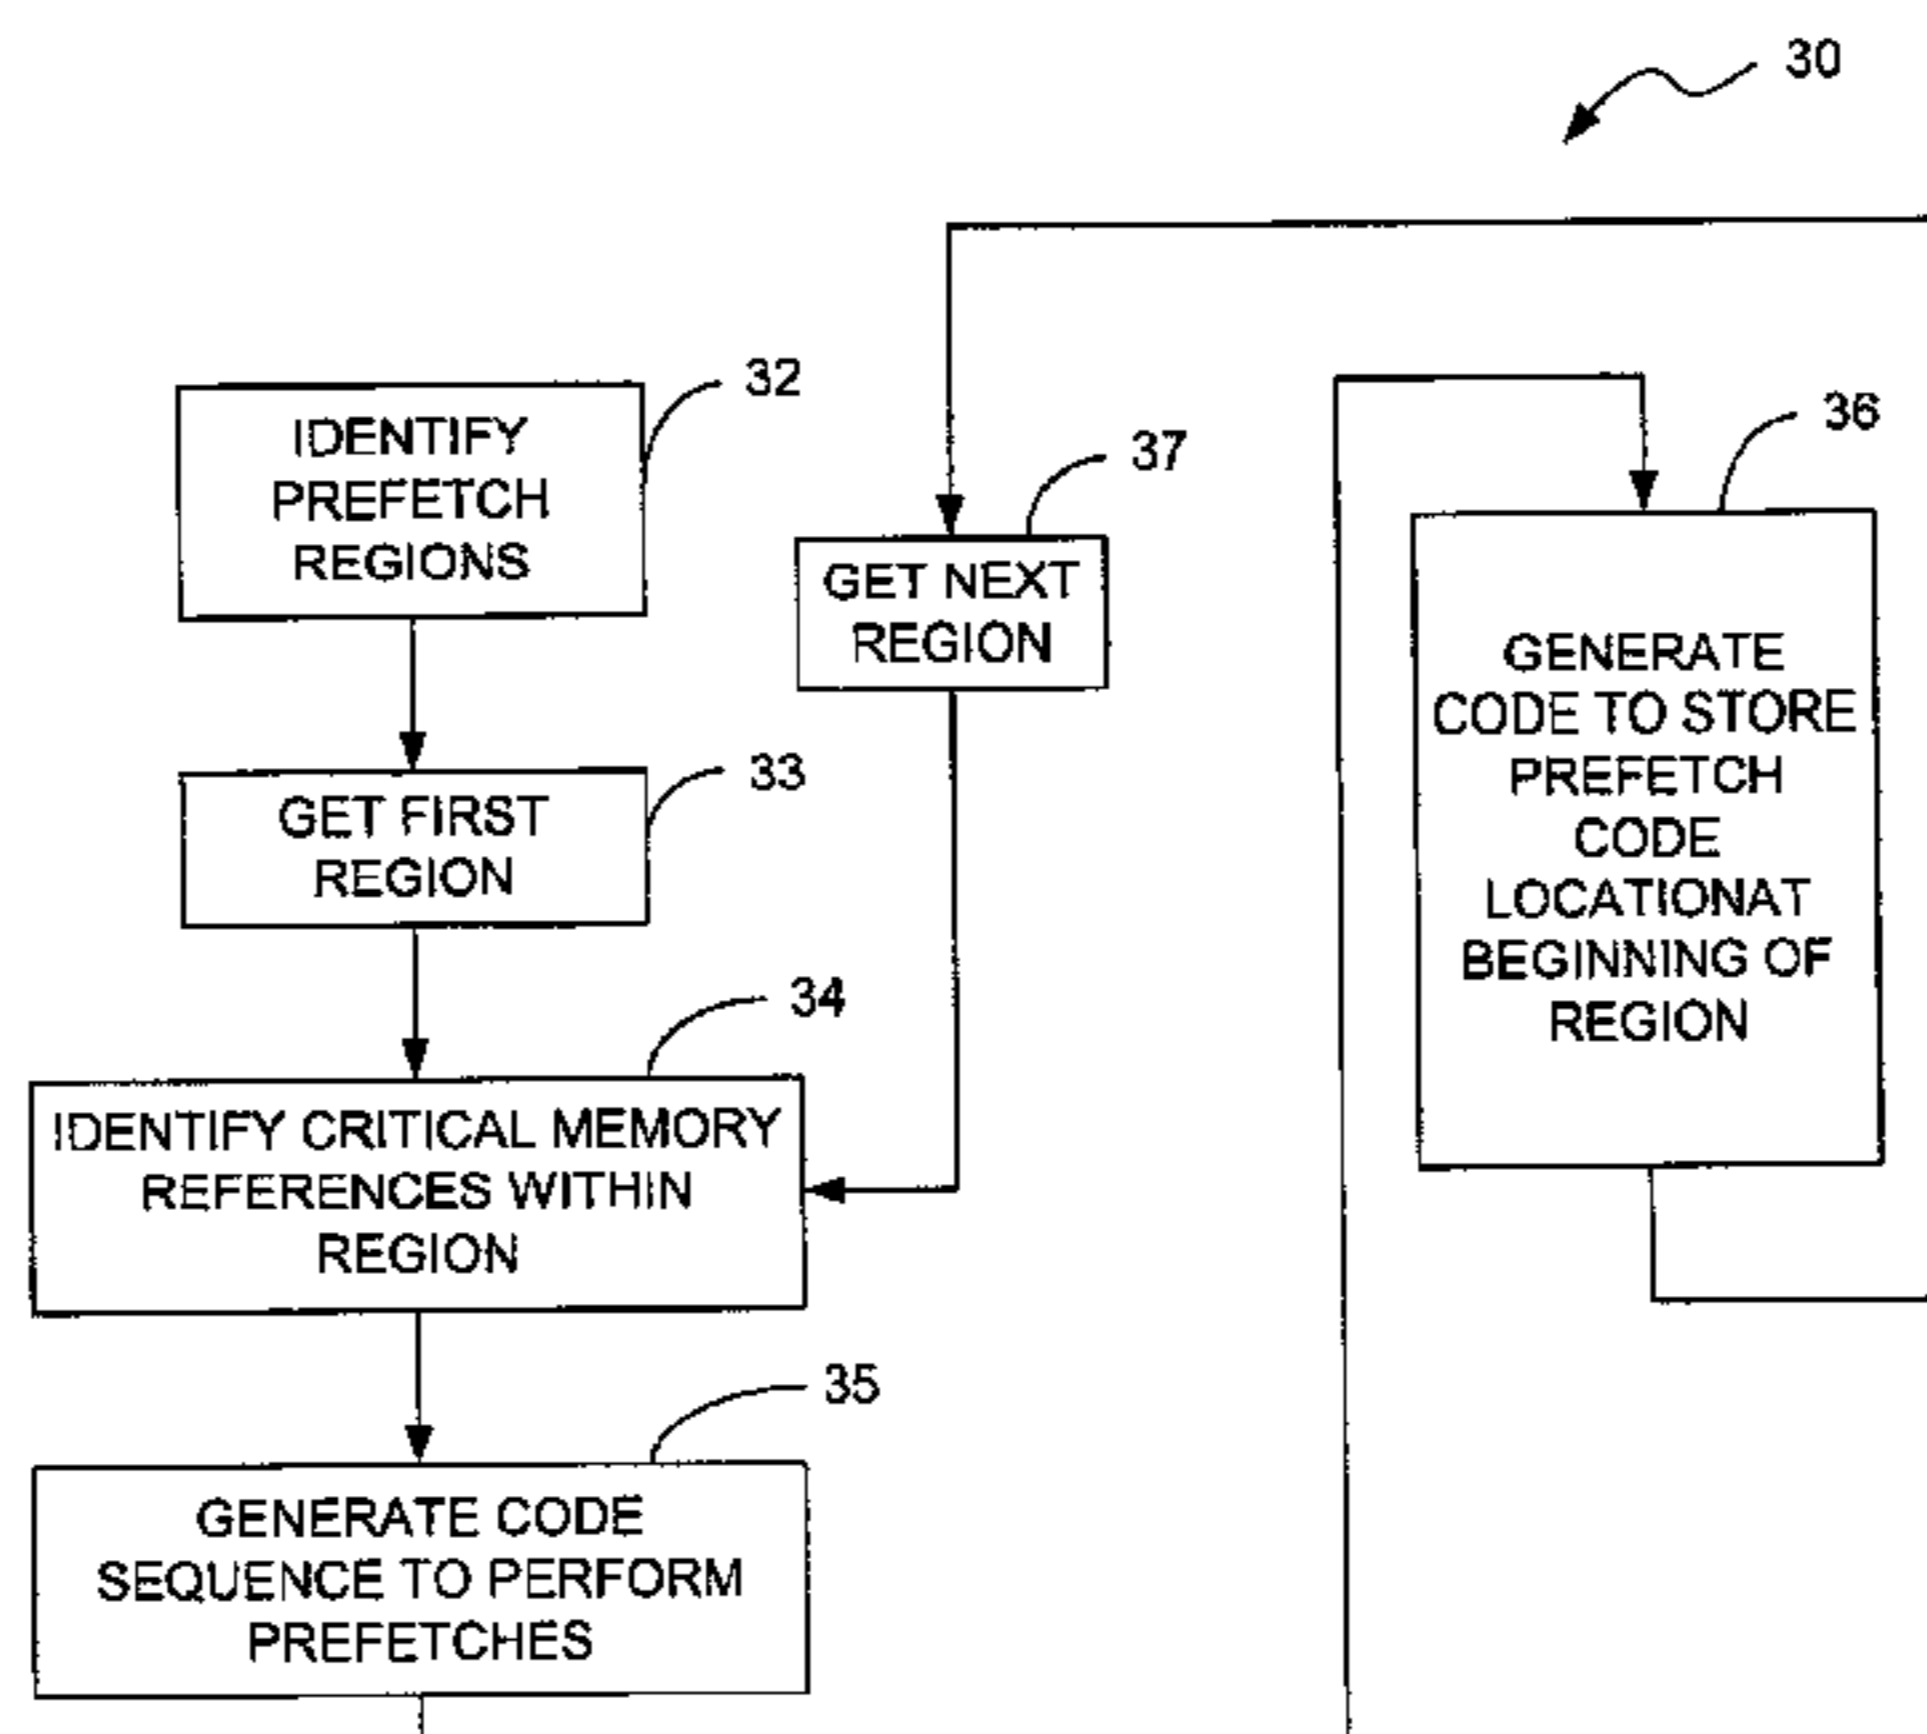 30
32
IDENTIFY
PREFETCH
REGIONS
37
GET NEXT
REGION
36
GENERATE
CODE TO STORE
PREFETCH
CODE
LOCATIONAT
BEGINNING OF
REGION
33
GET FIRST
REGION
34
IDENTIFY CRITICAL MEMORY
REFERENCES WITHIN
REGION
35
GENERATE CODE
SEQUENCE TO PERFORM
PREFETCHES